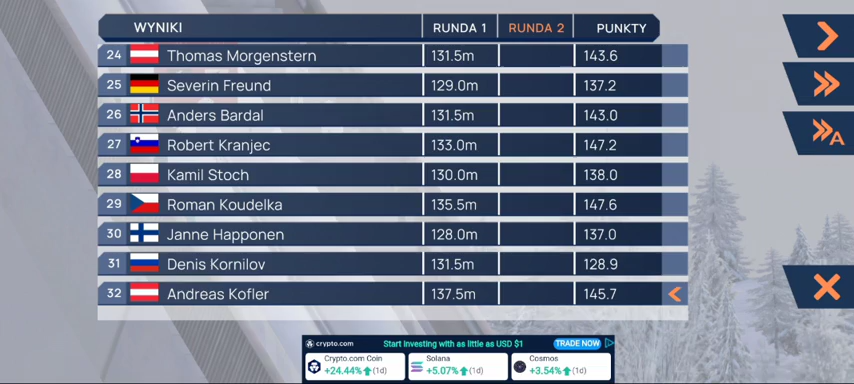 WYNIKI RUNDA 1 RUNDA 2 PUNKTY
24 Thomas Morgenstern 131.5m 143.6
25 Severin Freund 129.0m 137.2
26 Anders Bardal 131.5m 143.0
27 Robert Kranjec 133.0m 147.2
28 Kamil Stoch 130.0m 138.0
29 Roman Koudelka 135.5m 147.6
30 Janne Happonen 128.0m 137.0
31 Denis Kornilov 131.5m 128.9
32 Andreas Kofler 137.5m 145.7
A
crypto.com Start investing with as little as USD $1 TRADE NOW
Crypto.com Coin Solana Cosmos
+24.44% (1d) +5.07% (1d) +3.54% (1d)